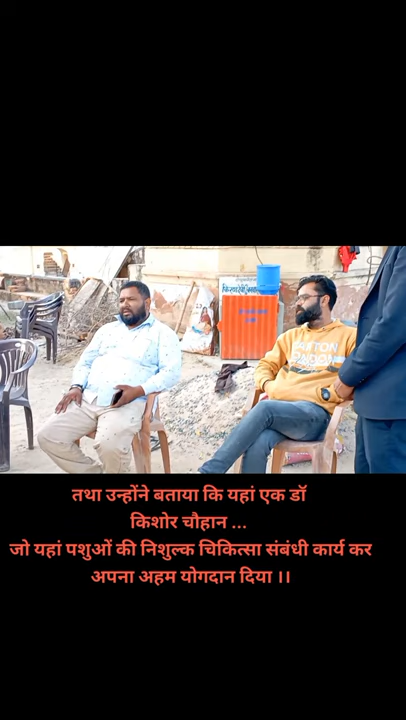 तथा उन्होंने बताया कि यहां एक डॉ
किशोर चौहान ...
जो यहां पशुओं की निशुल्क चिकित्सा संबंधी कार्य कर
अपना अहम योगदान दिया ।।